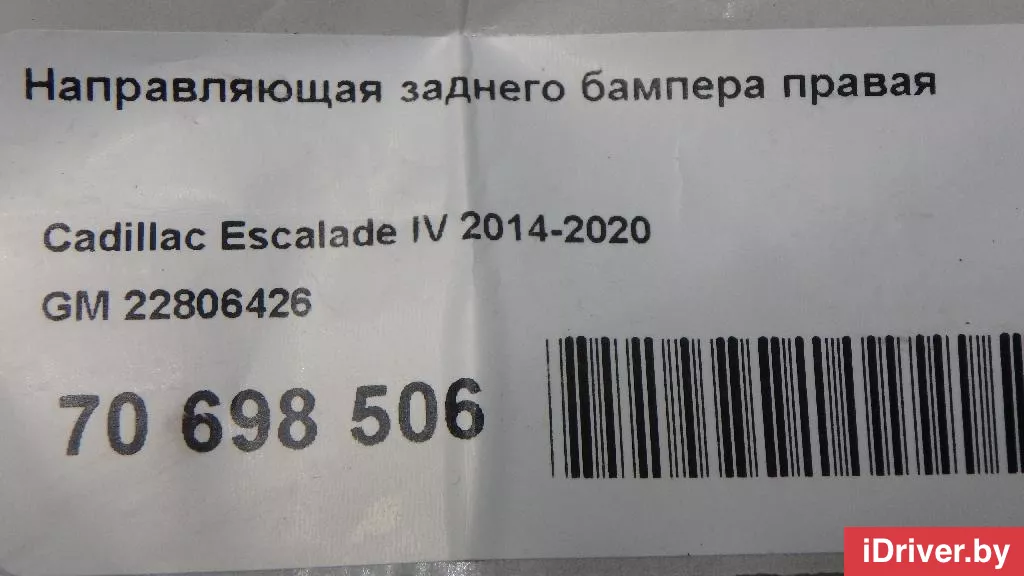 Направляющая заднего бампера правая
Cadillac Escalade IV 2014-2020
GM 22806426
70 698 506
iDriver.by